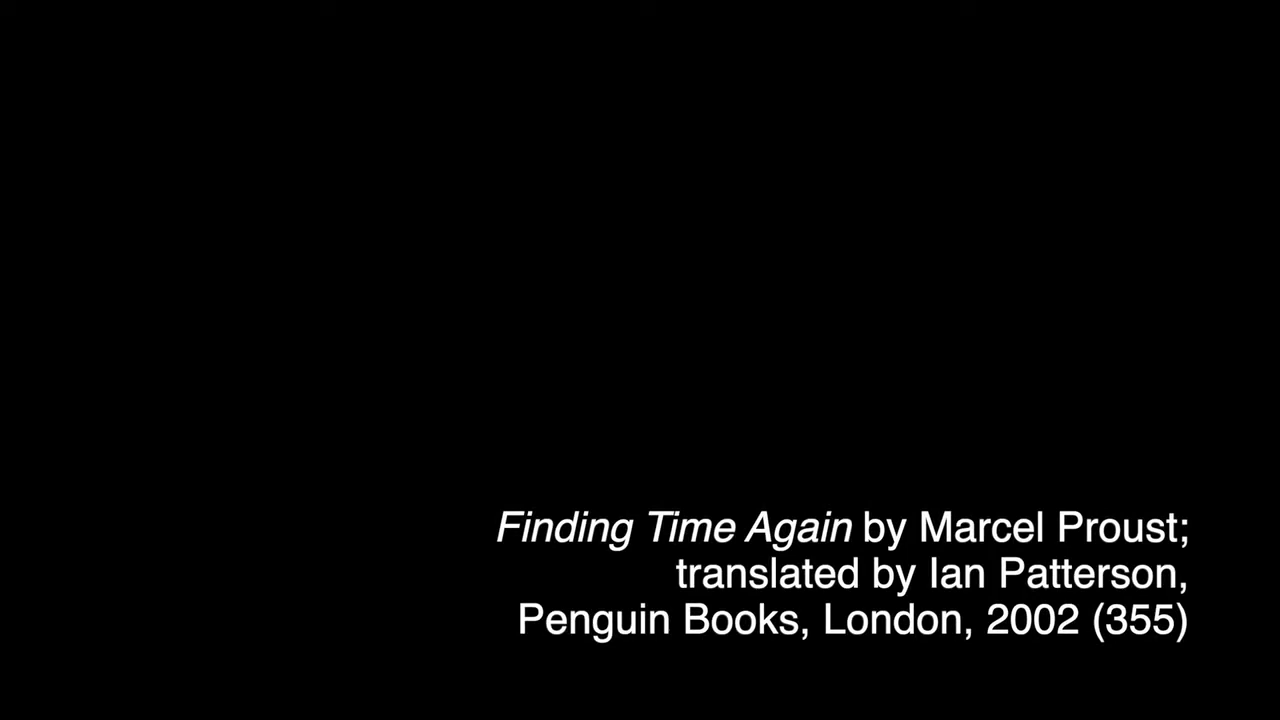 Finding Time Again by Marcel Proust;
translated by Ian Patterson,
Penguin Books, London, 2002 (355)